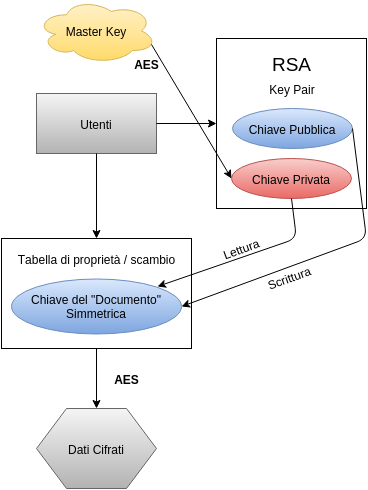 Master Key
AES
RSA
Key Pair
Utenti
Chiave Pubblica
Chiave Privata
Lettura
Tabella di proprietà / scambio
Scrittura
Chiave del "Documento"
Simmetrica
AES
Dati Cifrati